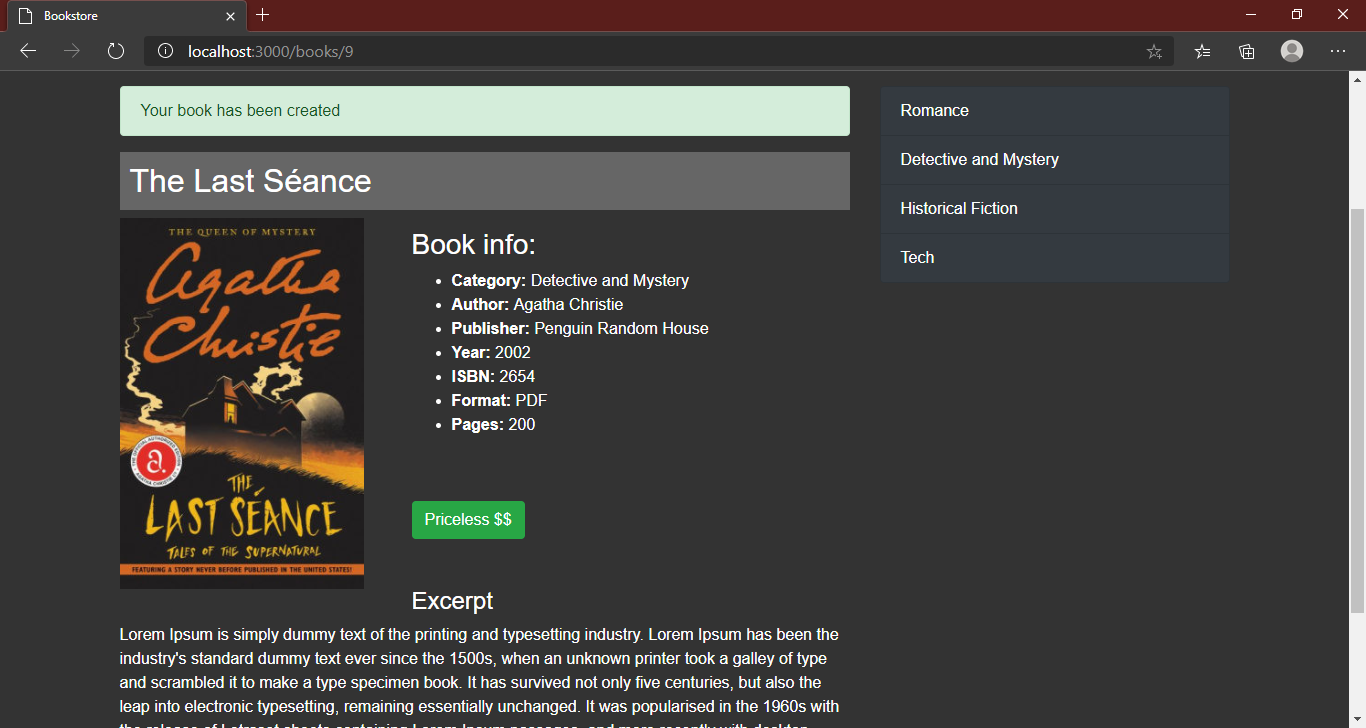 Bookstore
localhost:3000/books/9
Your book has been created
The Last Séance
THE QUEEN OF MYSTERY
Agatha
Christie
THE
LAST SÉANCE
TALES OF THE SUPERNATURAL
FEATURING A STORY NEVER BEFORE PUBLISHED IN THE UNITED STATES!
Book info:
Category: Detective and Mystery
Author: Agatha Christie
Publisher: Penguin Random House
Year: 2002
ISBN: 2654
Format: PDF
Pages: 200
Priceless $$
Excerpt
Lorem Ipsum is simply dummy text of the printing and typesetting industry. Lorem Ipsum has been the
industry's standard dummy text ever since the 1500s, when an unknown printer took a galley of type
and scrambled it to make a type specimen book. It has survived not only five centuries, but also the
leap into electronic typesetting, remaining essentially unchanged. It was popularised in the 1960s with
Romance
Detective and Mystery
Historical Fiction
Tech